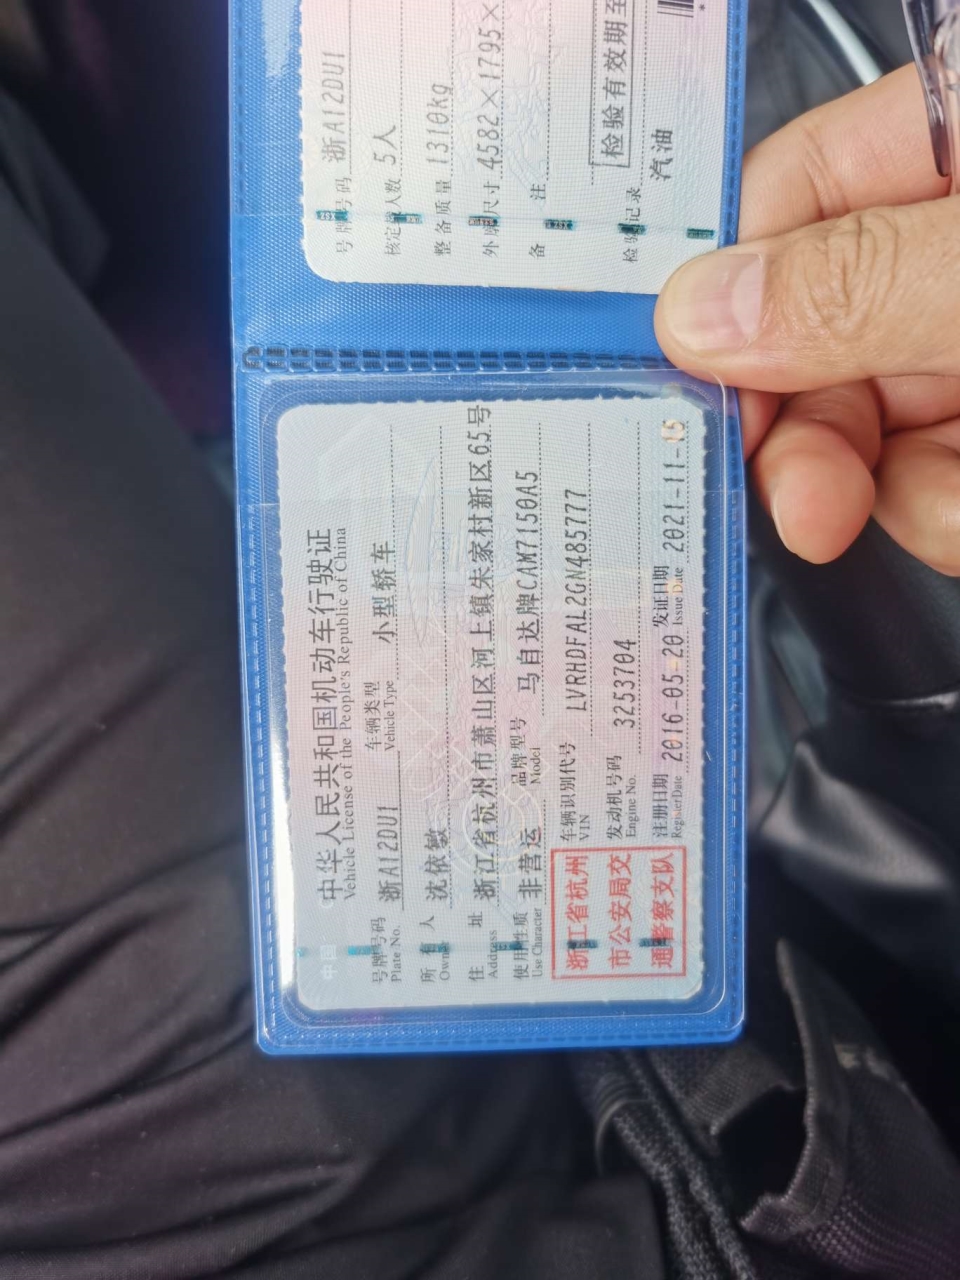 中华人民共和国机动车行驶证
Vehicle License of the People's Republic of China
号牌号码 浙A12DU1 车辆类型 小型轿车
Plate No. Vehicle Type
所有人 沈依敏
Owner
住址 浙江省杭州市萧山区河上镇朱家村新区65号
Address
使用性质 非营运 品牌型号 马自达牌CAM7150A5
Use Character Model
浙江省杭州
市公安局交
通警察支队
车辆识别代号 LVRHDFAL2GN485777
VIN
发动机号码 3253704
Engine No.
注册日期 2016-05-20 发证日期 2021-11-15
Register Date Issue Date
号牌号码 浙A12DU1
核定载人数 5人
整备质量 1310kg
外廓尺寸 4582×1795×
备注
检验有效期至
检验记录
汽油